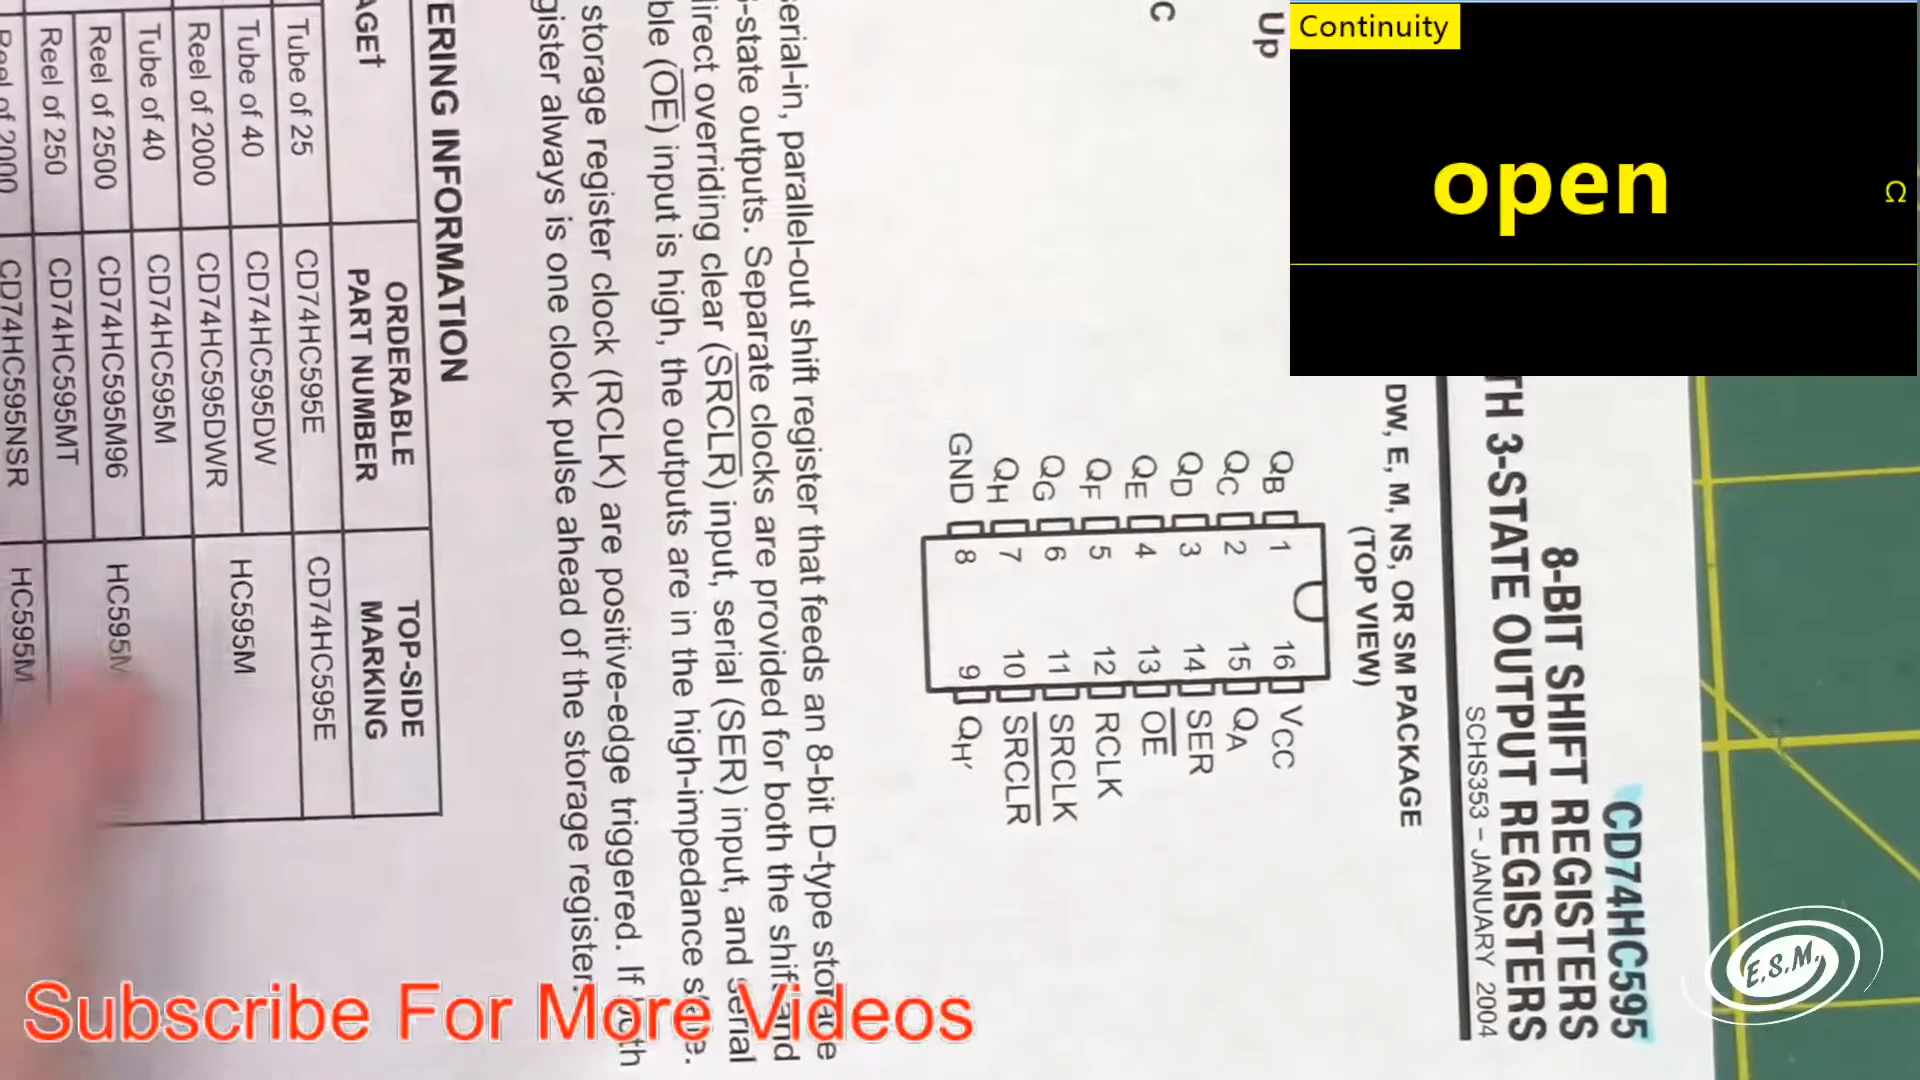 Continuity
open
Ω
CD74HC595
8-BIT SHIFT REGISTERS
TH 3-STATE OUTPUT REGISTERS
SCHS353 – JANUARY 2004
DW, E, M, NS, OR SM PACKAGE
(TOP VIEW)
QB 1 16 VCC
QC 2 15 QA
QD 3 14 SER
QE 4 13 OE
QF 5 12 RCLK
QG 6 11 SRCLK
QH 7 10 SRCLR
GND 8 9 QH′
Up
C
serial-in, parallel-out shift register that feeds an 8-bit D-type storage
-state outputs. Separate clocks are provided for both the shift and
direct overriding clear (SRCLR) input, serial (SER) input, and serial
ble (OE) input is high, the outputs are in the high-impedance state.
storage register clock (RCLK) are positive-edge triggered. If both
gister always is one clock pulse ahead of the storage register.
ERING INFORMATION
AGE† ORDERABLE PART NUMBER TOP-SIDE MARKING
Tube of 25 CD74HC595E CD74HC595E
Tube of 40 CD74HC595DW HC595M
Reel of 2000 CD74HC595DWR
Tube of 40 CD74HC595M HC595M
Reel of 2500 CD74HC595M96
Reel of 250 CD74HC595MT
Reel of 2000 CD74HC595NSR HC595M
Subscribe For More Videos
E.S.M.